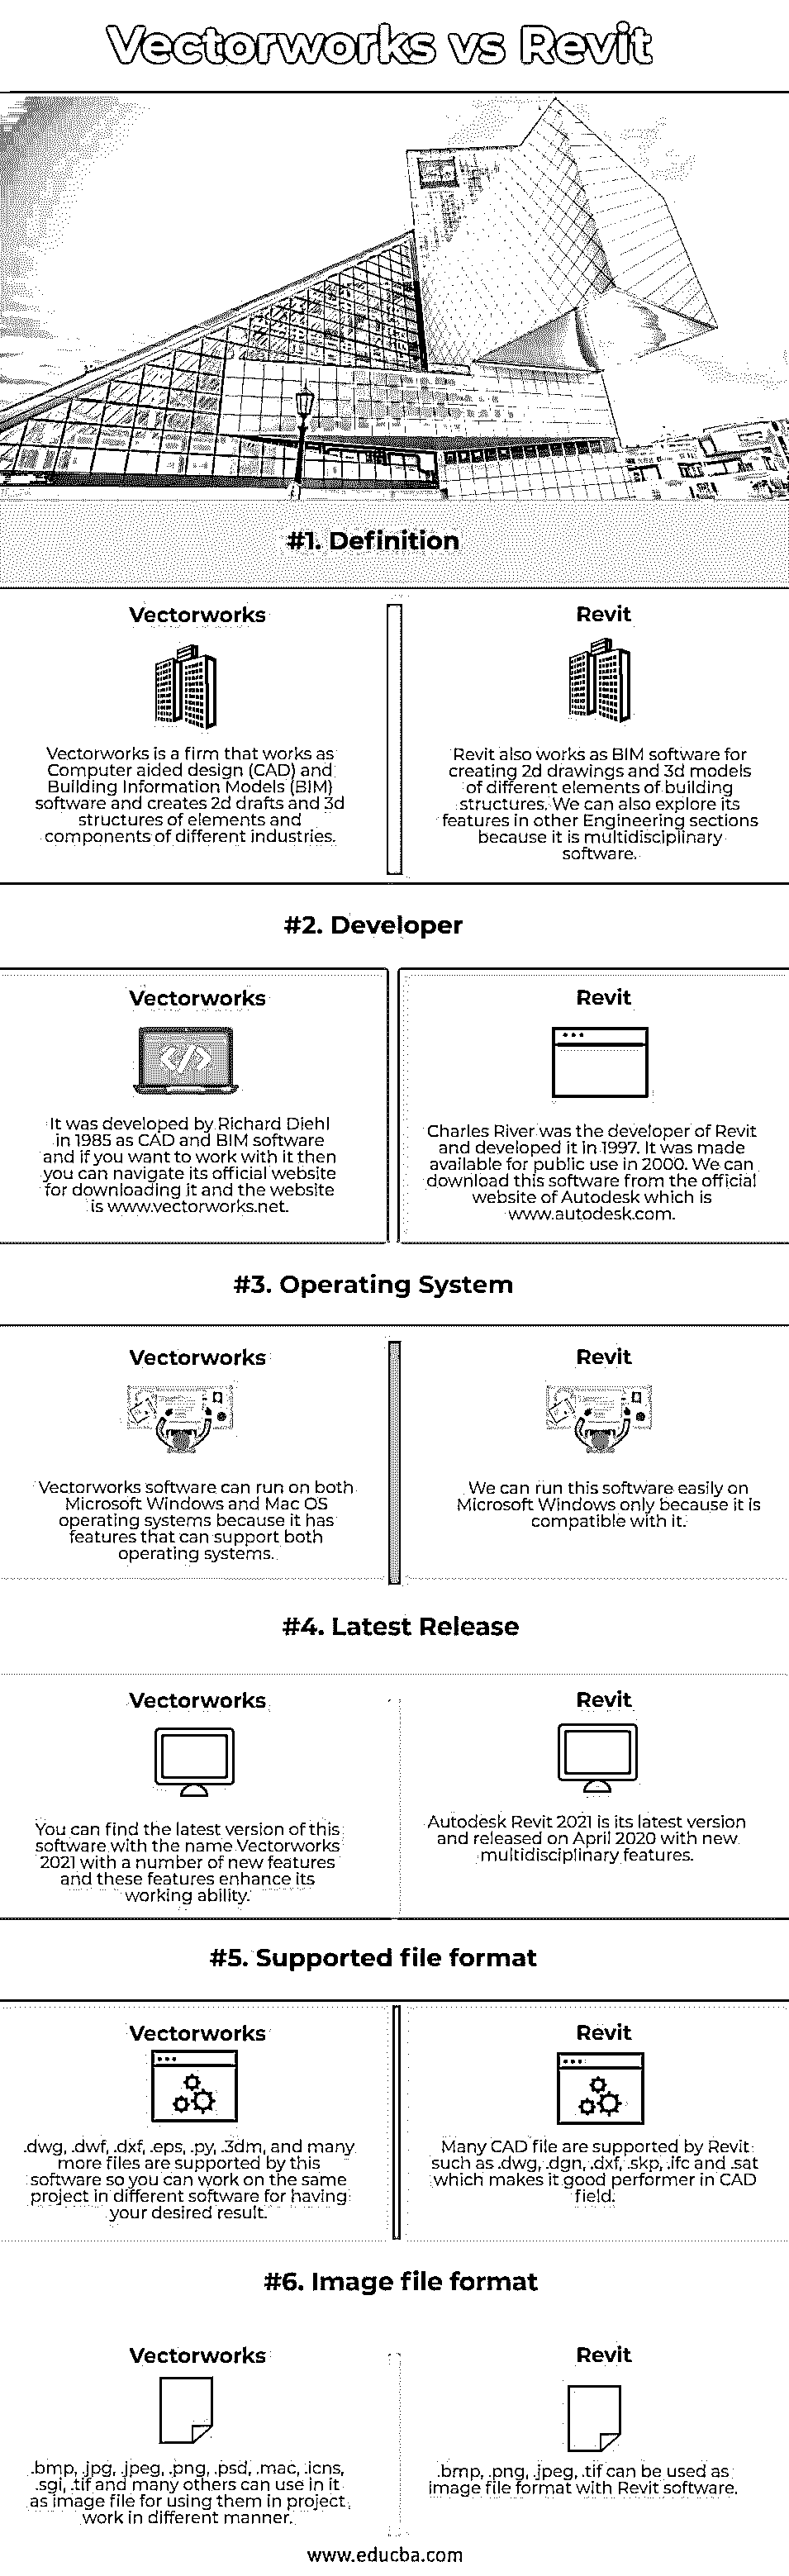 Vectorworks vs Revit
#1. Definition
Vectorworks
Vectorworks is a firm that works as
Computer aided design (CAD) and
Building Information Models (BIM)
software and creates 2d drafts and 3d
structures of elements and
components of different industries.
Revit
Revit also works as BIM software for
creating 2d drawings and 3d models
of different elements of building
structures. We can also explore its
features in other Engineering sections
because it is multidisciplinary
software.
#2. Developer
Vectorworks
</>
It was developed by Richard Diehl
in 1985 as CAD and BIM software
and if you want to work with it then
you can navigate its official website
for downloading it and the website
is www.vectorworks.net.
Revit
Charles River was the developer of Revit
and developed it in 1997. It was made
available for public use in 2000. We can
download this software from the official
website of Autodesk which is
www.autodesk.com.
#3. Operating System
Vectorworks
Vectorworks software can run on both
Microsoft Windows and Mac OS
operating systems because it has
features that can support both
operating systems.
Revit
We can run this software easily on
Microsoft Windows only because it is
compatible with it.
#4. Latest Release
Vectorworks
You can find the latest version of this
software with the name Vectorworks
2021 with a number of new features
and these features enhance its
working ability.
Revit
Autodesk Revit 2021 is its latest version
and released on April 2020 with new
multidisciplinary features.
#5. Supported file format
Vectorworks
.dwg, .dwf, .dxf, .eps, .py, .3dm, and many
more files are supported by this
software so you can work on the same
project in different software for having
your desired result.
Revit
Many CAD file are supported by Revit
such as .dwg, .dgn, .dxf, .skp, .ifc and .sat
which makes it good performer in CAD
field.
#6. Image file format
Vectorworks
.bmp, .jpg, .jpeg, .png, .psd, .mac, .icns,
.sgi, .tif and many others can use in it
as image file for using them in project
work in different manner.
Revit
.bmp, .png, .jpeg, .tif can be used as
image file format with Revit software.
www.educba.com